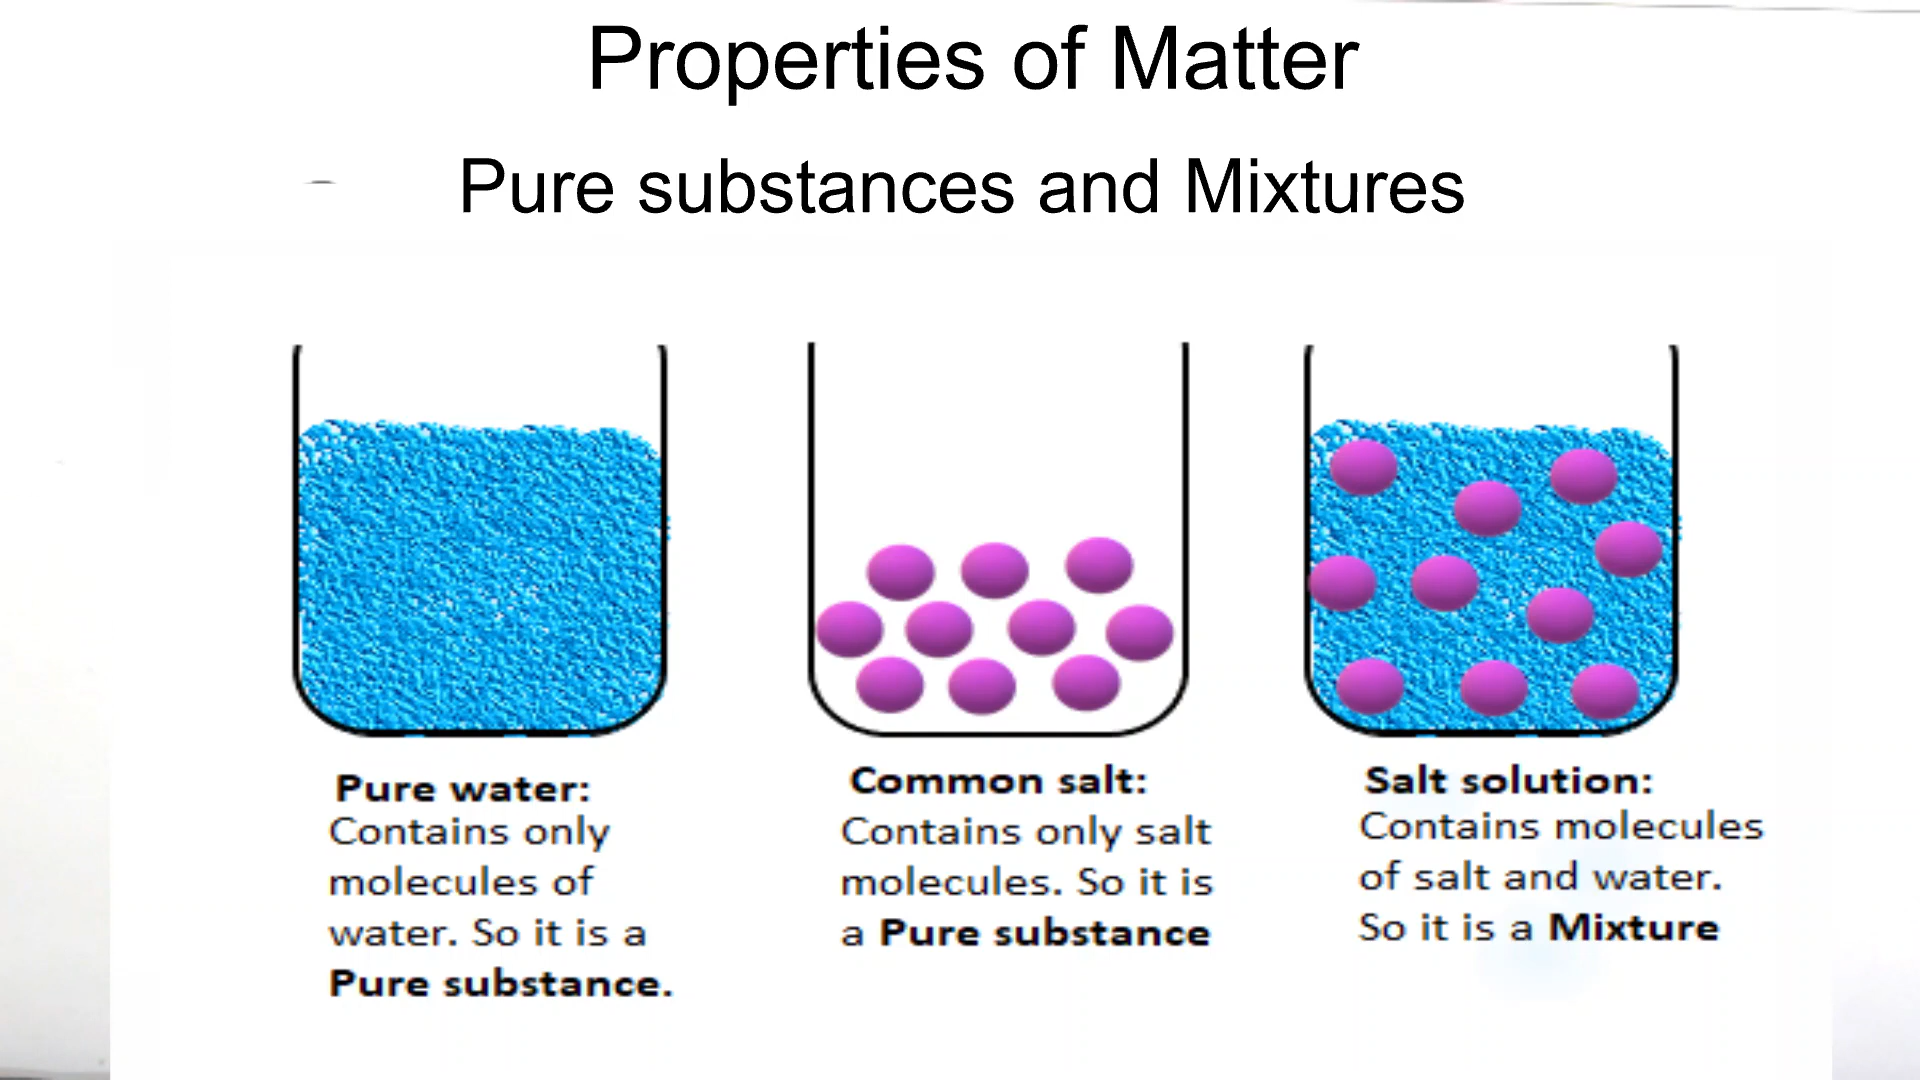 Properties of Matter
Pure substances and Mixtures
Pure water:
Contains only
molecules of
water. So it is a
Pure substance.
Common salt:
Contains only salt
molecules. So it is
a Pure substance
Salt solution:
Contains molecules
of salt and water.
So it is a Mixture